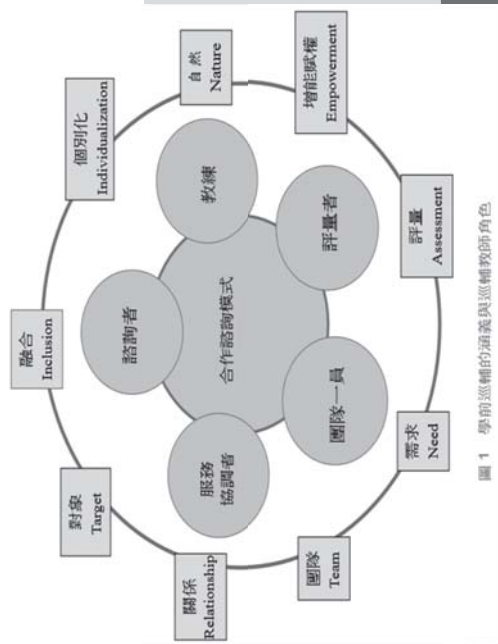 融合
Inclusion
對象
Target
個別化
Individualization
諮詢者
關係
Relationship
自然
Nature
服務
協調者
教練
合作諮詢模式
團隊
Team
團隊一員
評量者
增能賦權
Empowerment
需求
Need
評量
Assessment
圖 1 學前巡輔的涵義與巡輔教師角色